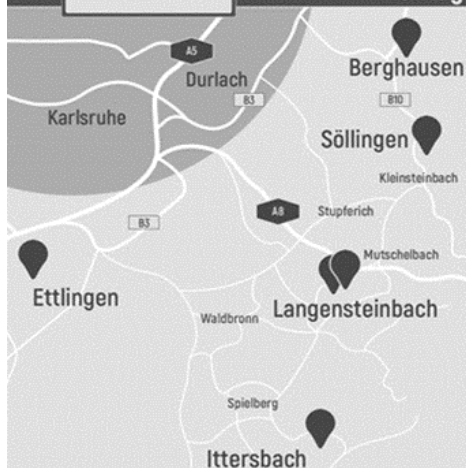 A5
Durlach
Berghausen
B3
B10
Karlsruhe
Söllingen
Kleinsteinbach
A8
Stupferich
B3
Mutschelbach
Ettlingen
Langensteinbach
Waldbronn
Spielberg
Ittersbach